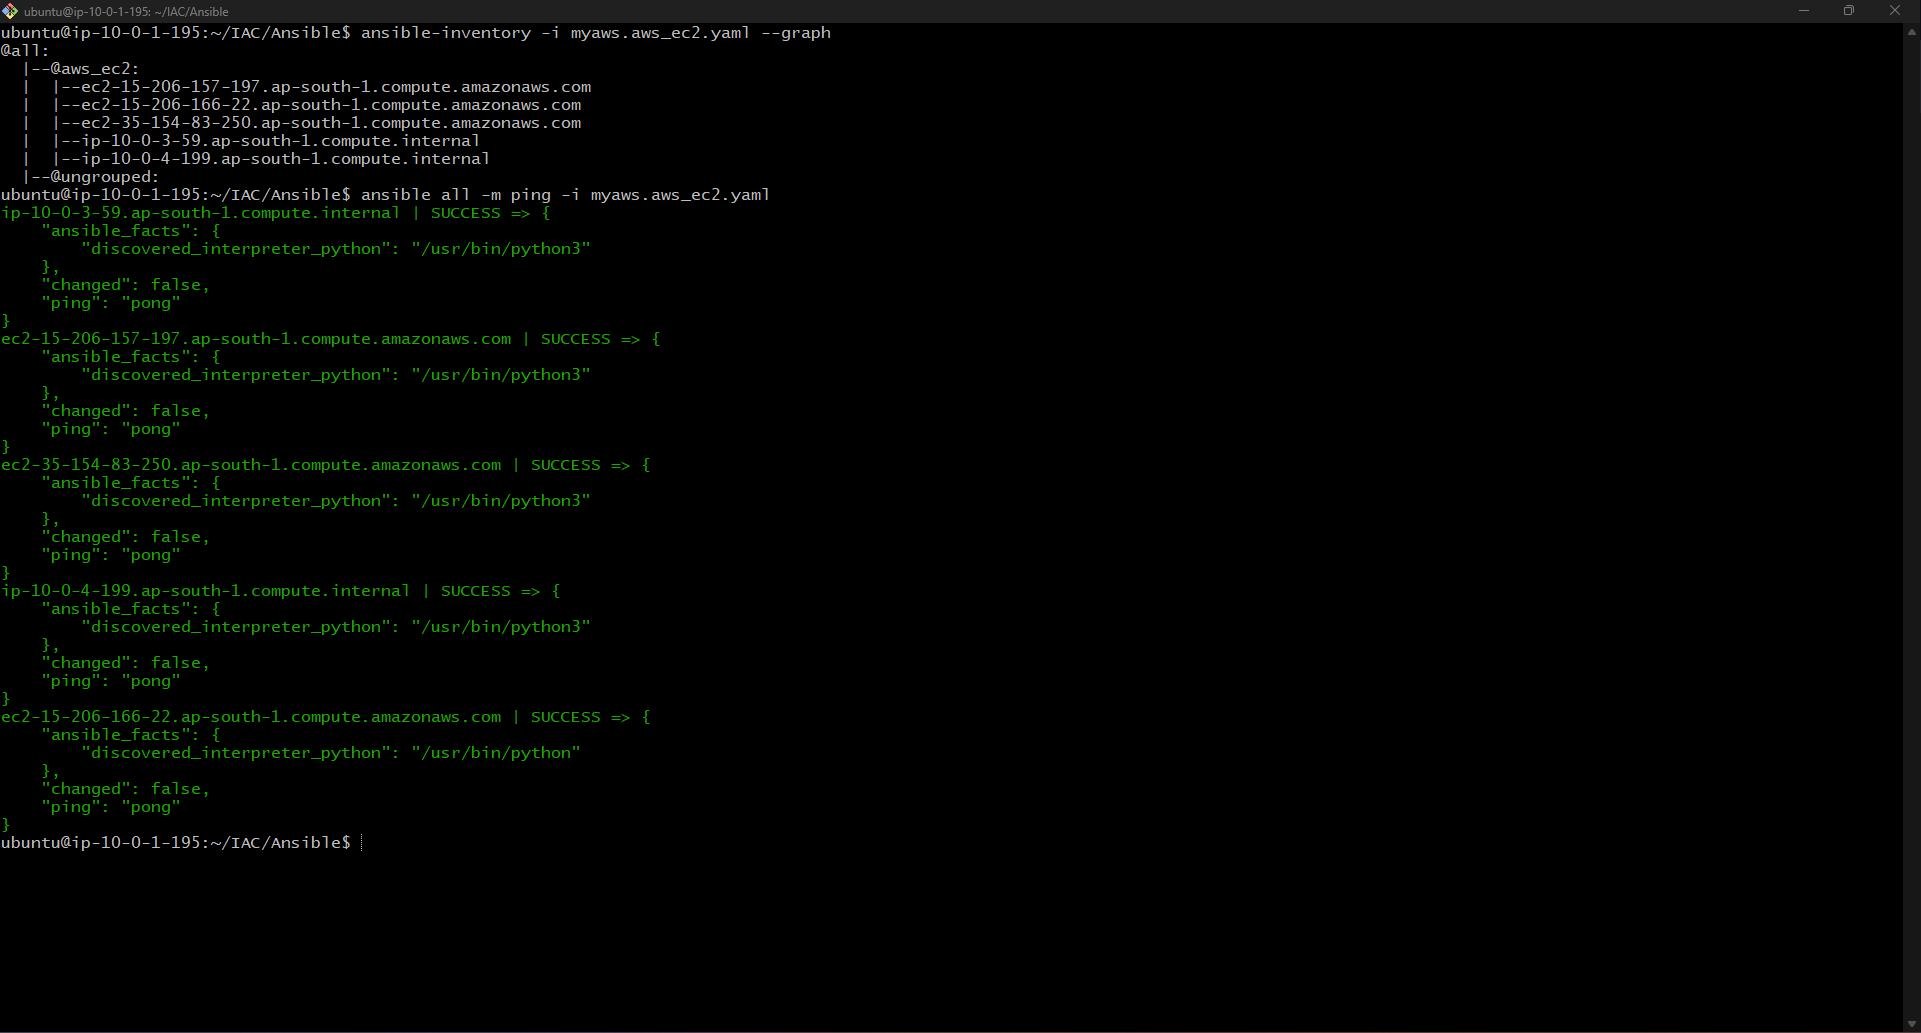 ubuntu@ip-10-0-1-195: ~/IAC/Ansible
ubuntu@ip-10-0-1-195:~/IAC/Ansible$ ansible-inventory -i myaws.aws_ec2.yaml --graph
@all:
  |--@aws_ec2:
  |  |--ec2-15-206-157-197.ap-south-1.compute.amazonaws.com
  |  |--ec2-15-206-166-22.ap-south-1.compute.amazonaws.com
  |  |--ec2-35-154-83-250.ap-south-1.compute.amazonaws.com
  |  |--ip-10-0-3-59.ap-south-1.compute.internal
  |  |--ip-10-0-4-199.ap-south-1.compute.internal
  |--@ungrouped:
ubuntu@ip-10-0-1-195:~/IAC/Ansible$ ansible all -m ping -i myaws.aws_ec2.yaml
ip-10-0-3-59.ap-south-1.compute.internal | SUCCESS => {
    "ansible_facts": {
        "discovered_interpreter_python": "/usr/bin/python3"
    },
    "changed": false,
    "ping": "pong"
}
ec2-15-206-157-197.ap-south-1.compute.amazonaws.com | SUCCESS => {
    "ansible_facts": {
        "discovered_interpreter_python": "/usr/bin/python3"
    },
    "changed": false,
    "ping": "pong"
}
ec2-35-154-83-250.ap-south-1.compute.amazonaws.com | SUCCESS => {
    "ansible_facts": {
        "discovered_interpreter_python": "/usr/bin/python3"
    },
    "changed": false,
    "ping": "pong"
}
ip-10-0-4-199.ap-south-1.compute.internal | SUCCESS => {
    "ansible_facts": {
        "discovered_interpreter_python": "/usr/bin/python3"
    },
    "changed": false,
    "ping": "pong"
}
ec2-15-206-166-22.ap-south-1.compute.amazonaws.com | SUCCESS => {
    "ansible_facts": {
        "discovered_interpreter_python": "/usr/bin/python"
    },
    "changed": false,
    "ping": "pong"
}
ubuntu@ip-10-0-1-195:~/IAC/Ansible$